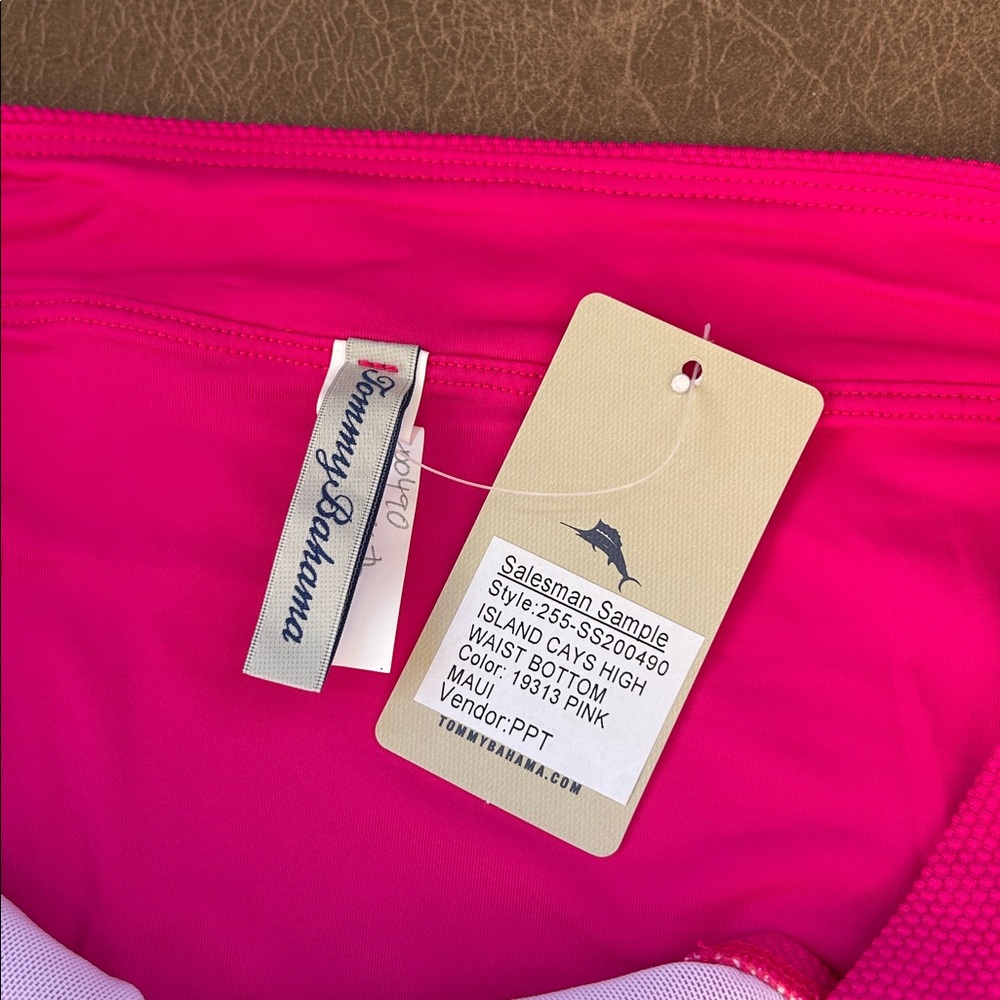 Tommy Bahama
Salesman Sample
Style:255-SS200490
ISLAND CAYS HIGH
WAIST BOTTOM
Color: 19313 PINK
MAUI
Vendor:PPT
TOMMYBAHAMA.COM